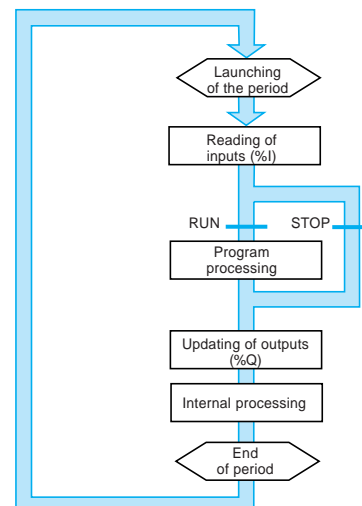 Launching
of the period
Reading of
inputs (%I)
RUN
STOP
Program
processing
Updating of outputs
(%Q)
Internal processing
End
of period